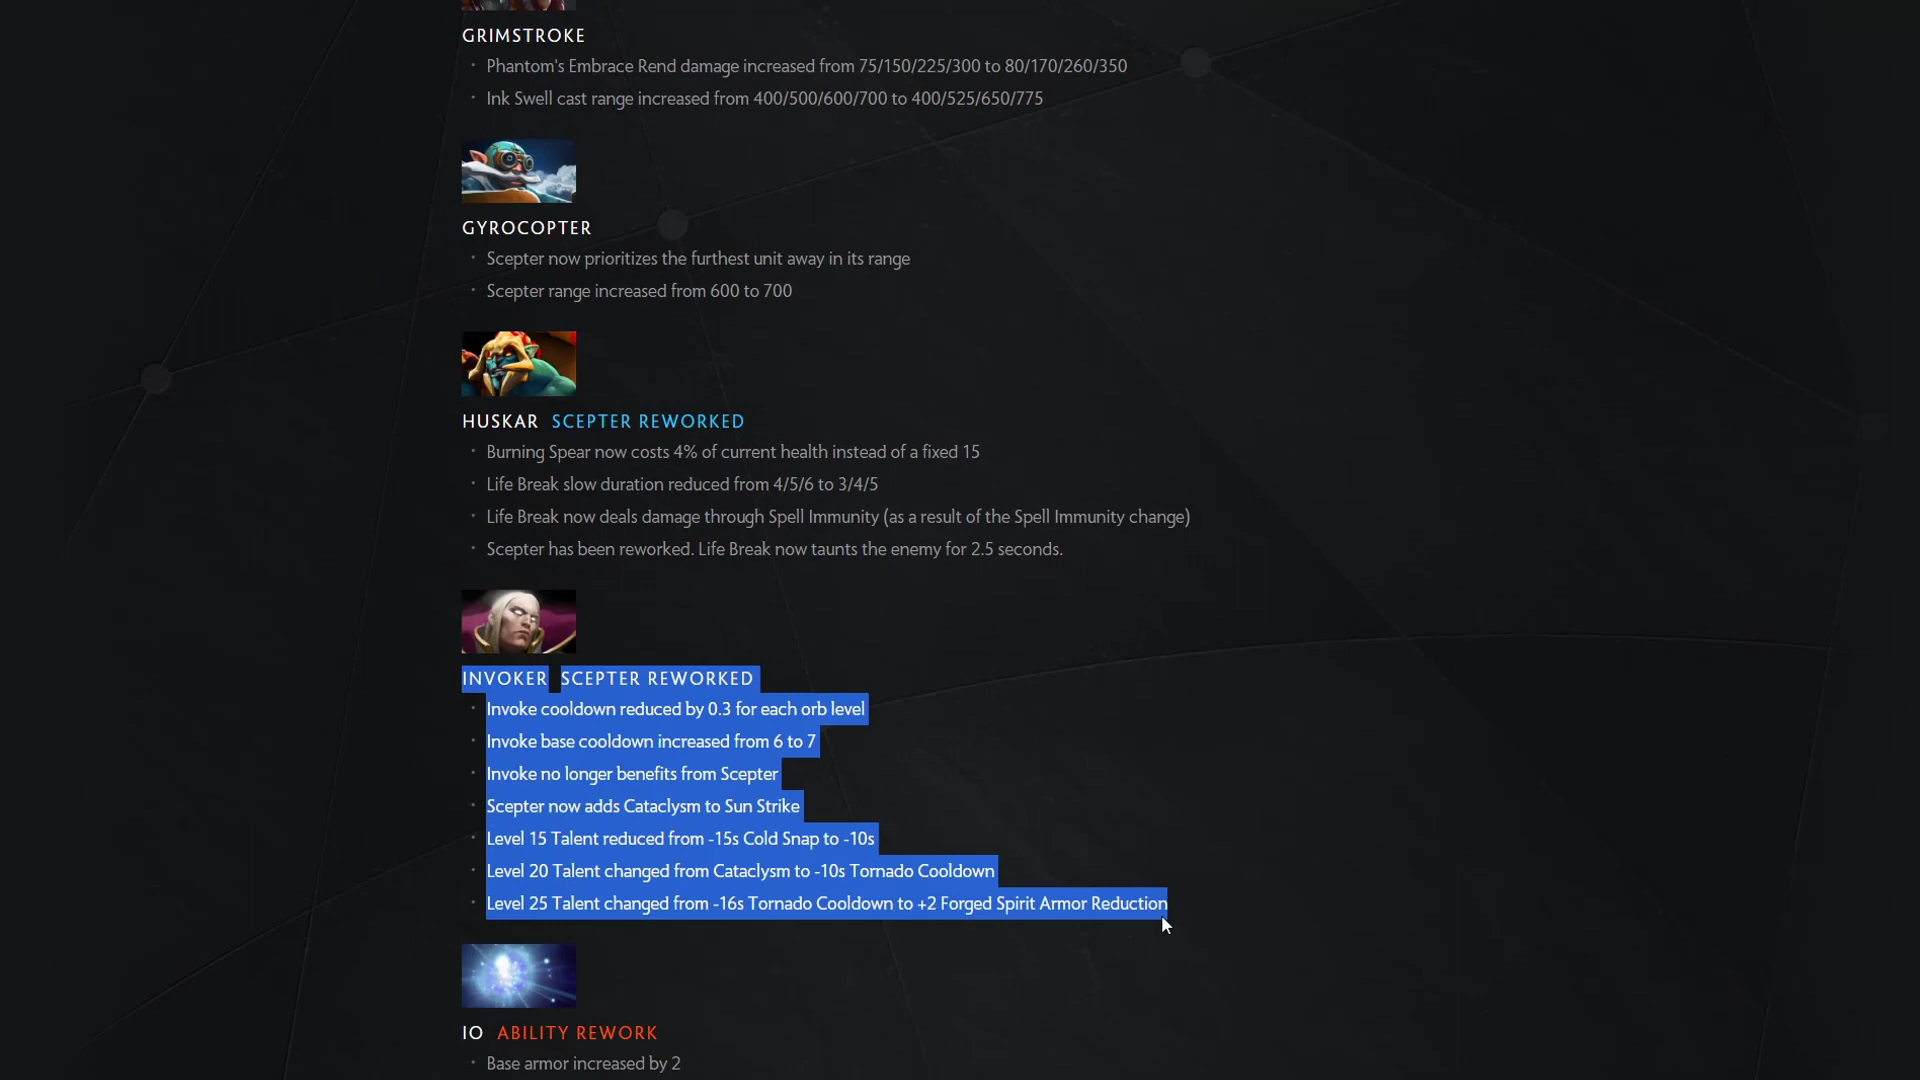 GRIMSTROKE
Phantom's Embrace Rend damage increased from 75/150/225/300 to 80/170/260/350
Ink Swell cast range increased from 400/500/600/700 to 400/525/650/775
GYROCOPTER
Scepter now prioritizes the furthest unit away in its range
Scepter range increased from 600 to 700
HUSKAR SCEPTER REWORKED
Burning Spear now costs 4% of current health instead of a fixed 15
Life Break slow duration reduced from 4/5/6 to 3/4/5
Life Break now deals damage through Spell Immunity (as a result of the Spell Immunity change)
Scepter has been reworked. Life Break now taunts the enemy for 2.5 seconds.
INVOKER SCEPTER REWORKED
Invoke cooldown reduced by 0.3 for each orb level
Invoke base cooldown increased from 6 to 7
Invoke no longer benefits from Scepter
Scepter now adds Cataclysm to Sun Strike
Level 15 Talent reduced from -15s Cold Snap to -10s
Level 20 Talent changed from Cataclysm to -10s Tornado Cooldown
Level 25 Talent changed from -16s Tornado Cooldown to +2 Forged Spirit Armor Reduction
IO ABILITY REWORK
Base armor increased by 2